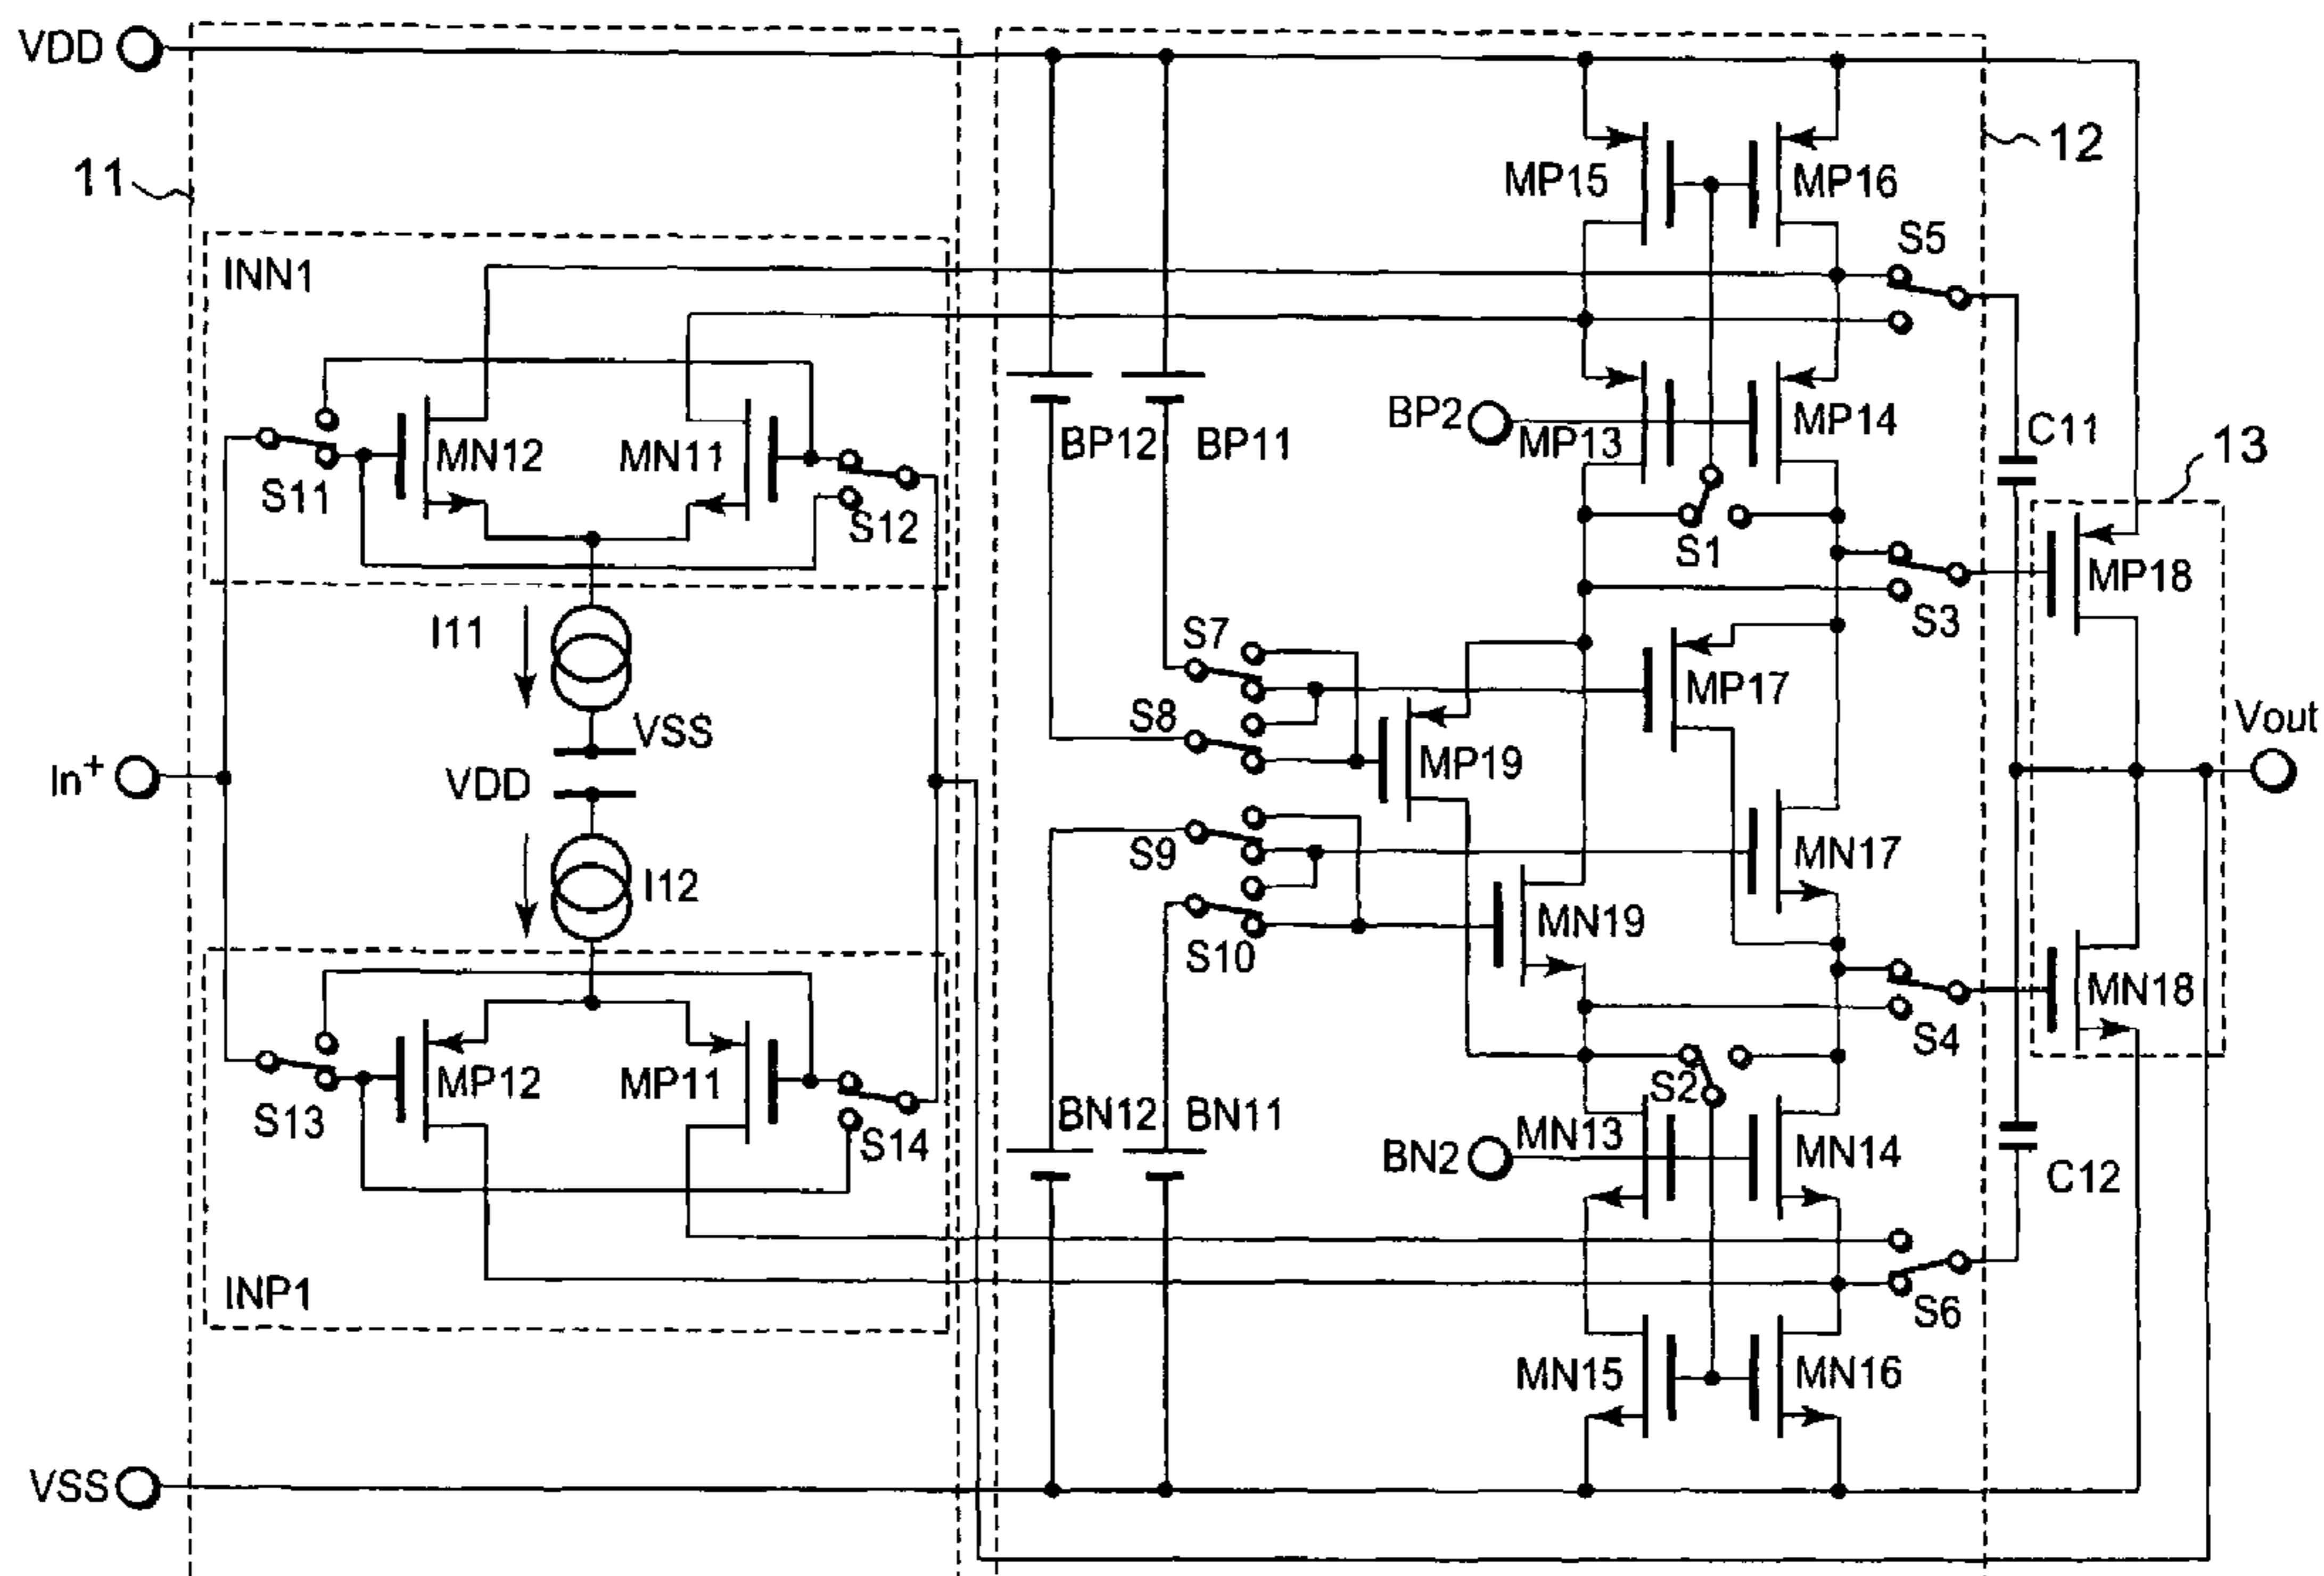 VDD
11
12
MP15
MP16
S5
INN1
BP2
MP13
MP14
BP12
BP11
C11
13
MN12
MN11
S11
S12
S1
MP18
S3
I11
S7
MP17
VSS
S8
Vout
In+
VDD
MP19
S9
MN17
I12
MN19
S10
MN18
S4
MP12
MP11
S2
S13
BN12
BN11
MN13
S14
BN2
MN14
C12
INP1
S6
MN15
MN16
VSS